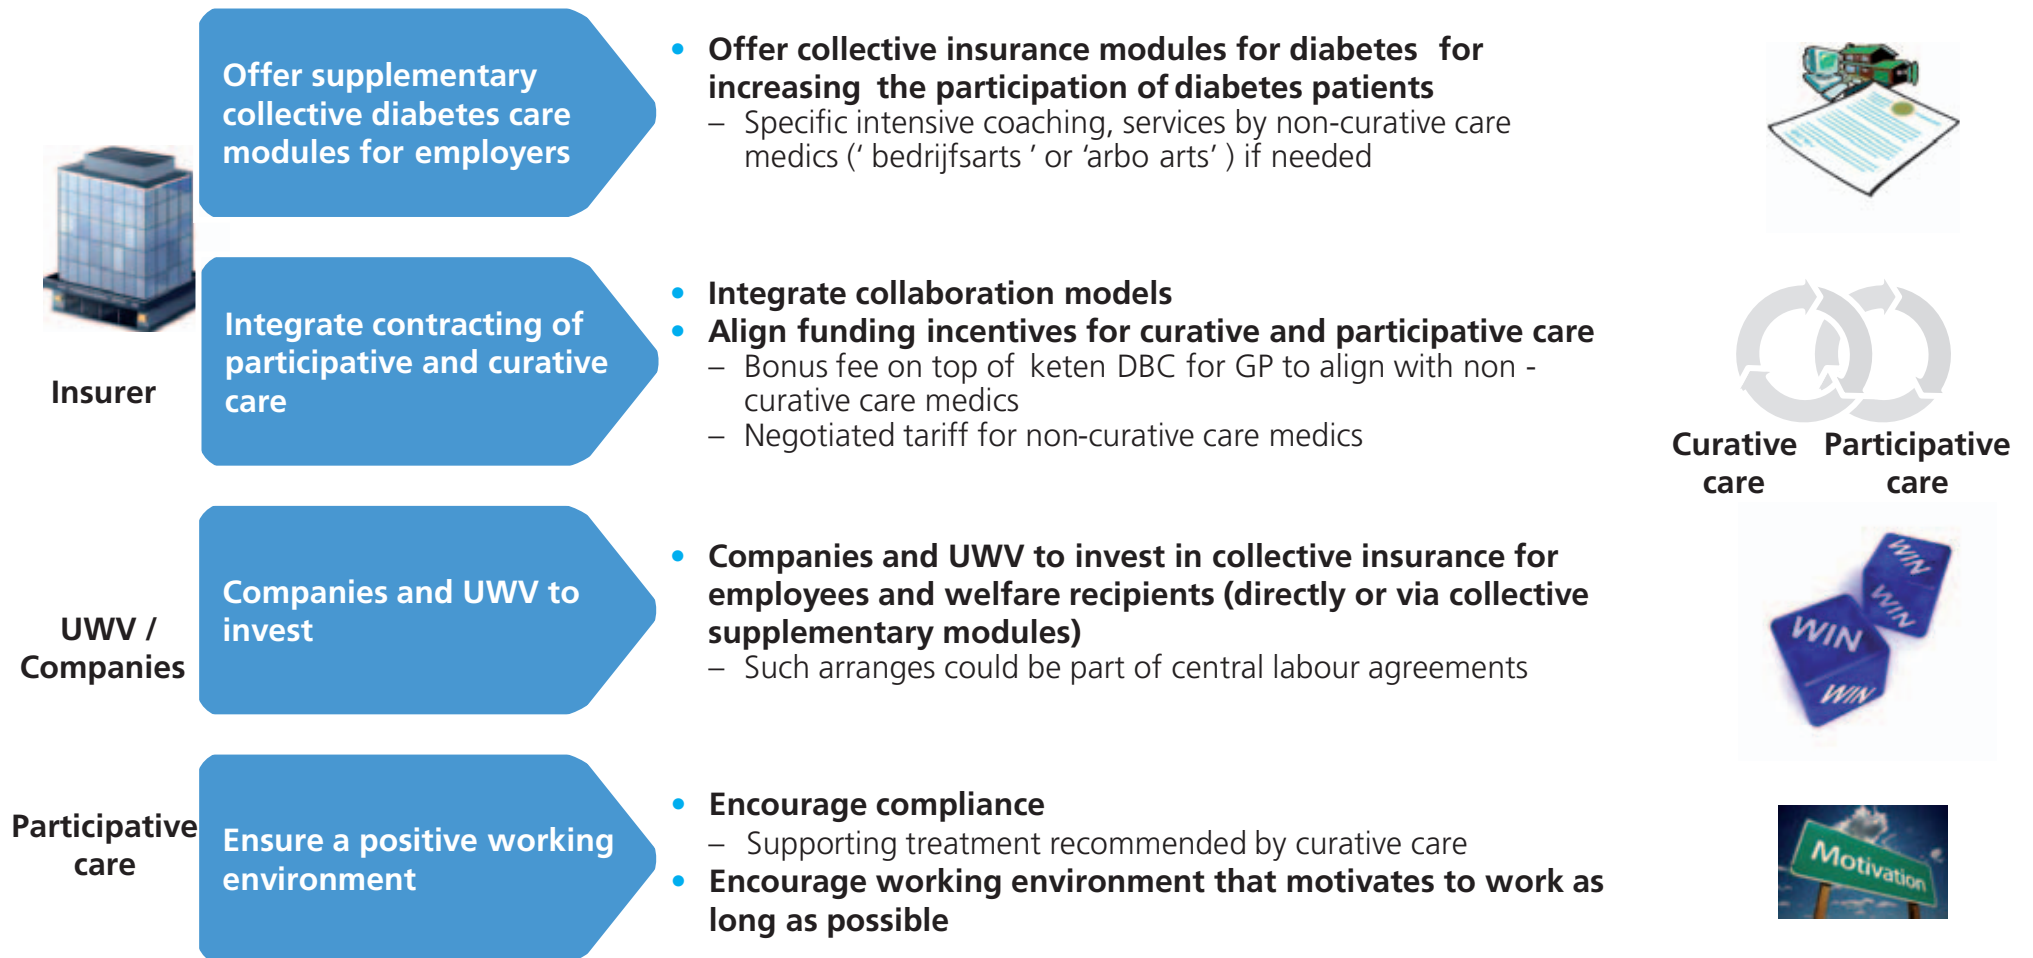 Offer supplementary
collective diabetes care
modules for employers
• Offer collective insurance modules for diabetes for
increasing the participation of diabetes patients
– Specific intensive coaching, services by non-curative care
medics (‘ bedrijfsarts ’ or ‘arbo arts’ ) if needed
Insurer
Integrate contracting of
participative and curative
care
• Integrate collaboration models
• Align funding incentives for curative and participative care
– Bonus fee on top of keten DBC for GP to align with non -
curative care medics
– Negotiated tariff for non-curative care medics
Curative
care
Participative
care
UWV /
Companies
Companies and UWV to
invest
• Companies and UWV to invest in collective insurance for
employees and welfare recipients (directly or via collective
supplementary modules)
– Such arranges could be part of central labour agreements
WIN
WIN
WIN
WIN
Participative
care
Ensure a positive working
environment
• Encourage compliance
– Supporting treatment recommended by curative care
• Encourage working environment that motivates to work as
long as possible
Motivation